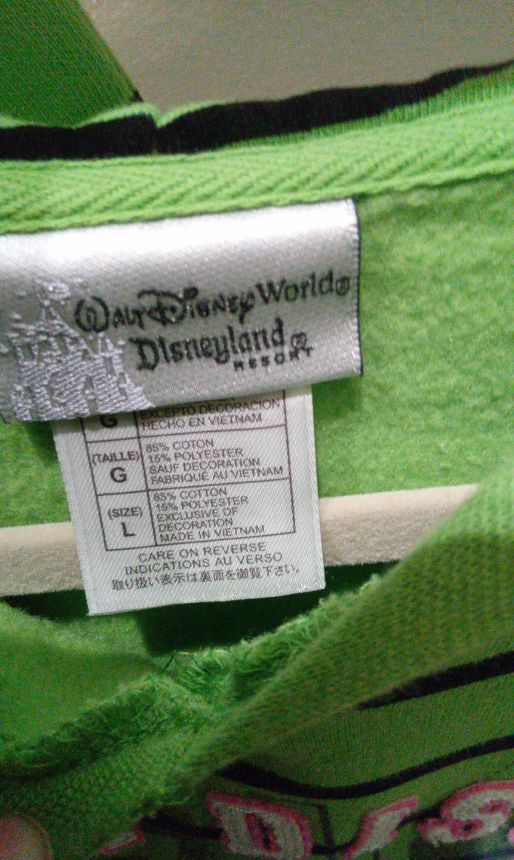 WALT DISNEY World®
DISNEYland®
RESORT
G
EXCEPTO DECORACION
HECHO EN VIETNAM
(TAILLE)
G
85% COTON
15% POLYESTER
SAUF DECORATION
FABRIQUÉ AU VIETNAM
(SIZE)
L
85% COTTON
15% POLYESTER
EXCLUSIVE OF
DECORATION
MADE IN VIETNAM
CARE ON REVERSE
INDICATIONS AU VERSO
取り扱い表示は裏面を御覧下さい。
DIS